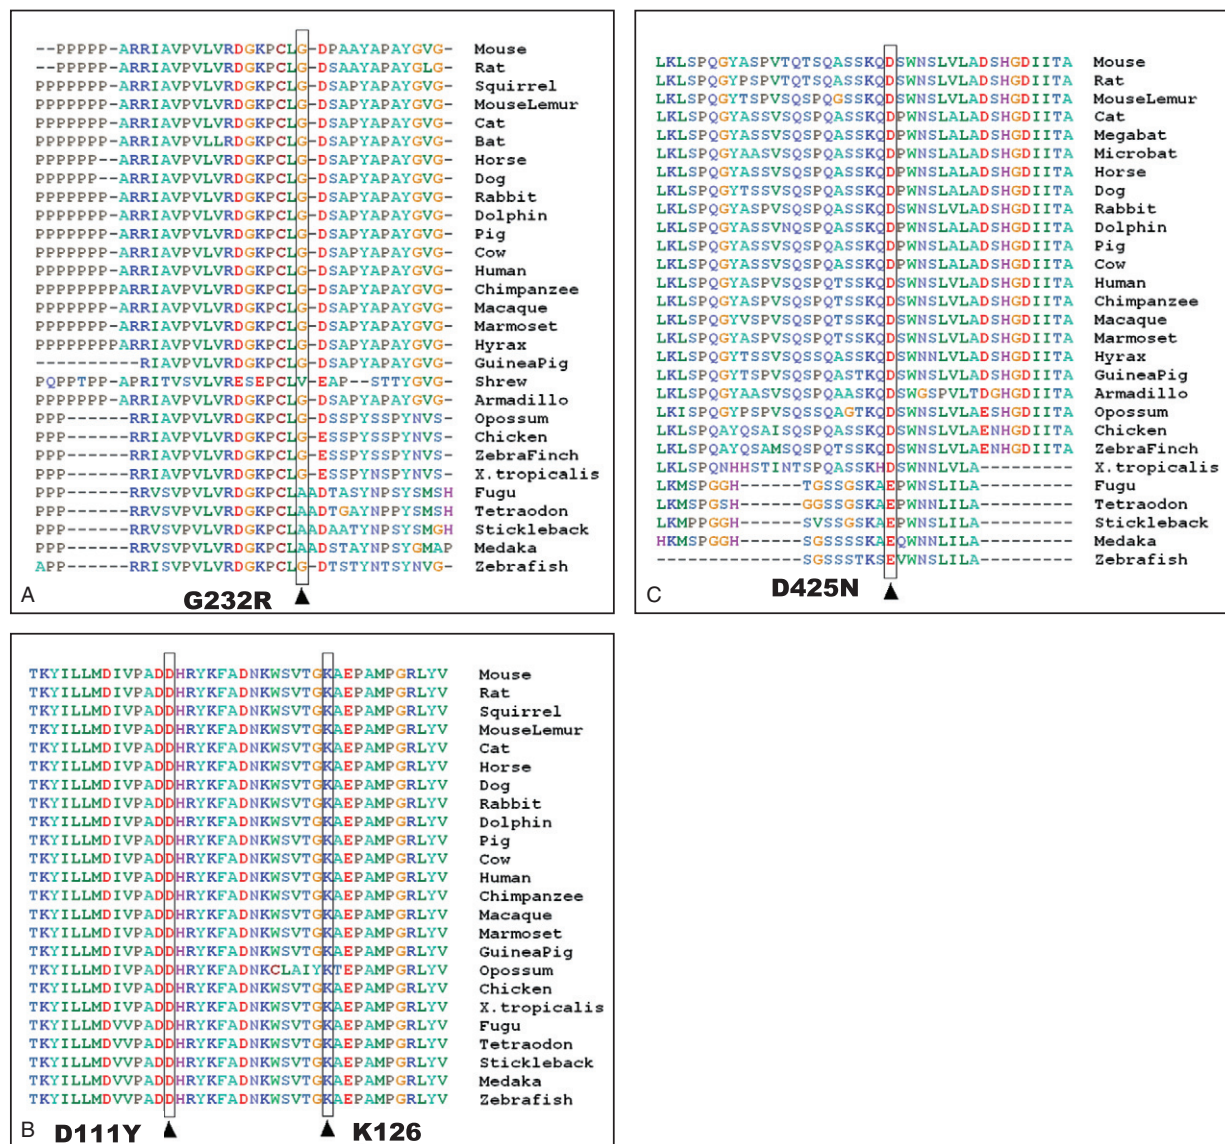 --PPPPP-ARRIAVPVLVRDGKPCLG-DPAAYAPAYGVG- Mouse
--PPPPP-ARRIAVPVLVRDGKPCLG-DSAAYAPAYGLG- Rat
PPPPPPP-ARRIAVPVLVRDGKPCLG-DSAPYAPAYGVG- Squirrel
PPPPPPP-ARRIAVPVLVRDGKPCLG-DSAPYAPAYGVG- MouseLemur
PPPPPPP-ARRIAVPVLVRDGKPCLG-DSAPYAPAYGVG- Cat
PPPPPPP-ARRIAVPVLLRDGKPCLG-DSAPYAPAYGVG- Bat
PPPPPP--ARRIAVPVLVRDGKPCLG-DSAPYAPAYGVG- Horse
PPPPPP--ARRIAVPVLVRDGKPCLG-DSAPYAPAYGVG- Dog
PPPPPPP-ARRIAVPVLVRDGKPCLG-DSAPYAPAYGVG- Rabbit
PPPPPPP-ARRIAVPVLVRDGKPCLG-DSAPYAPAYGVG- Dolphin
PPPPPPP-ARRIAVPVLVRDGKPCLG-DSAPYAPAYGVG- Pig
PPPPPPP-ARRIAVPVLVRDGKPCLG-DSAPYAPAYGVG- Cow
PPPPPPP-ARRIAVPVLVRDGKPCLG-DSAPYAPAYGVG- Human
PPPPPPPPARRIAVPVLVRDGKPCLG-DSAPYAPAYGVG- Chimpanzee
PPPPPPP-ARRIAVPVLVRDGKPCLG-DSAPYAPAYGVG- Macaque
PPPPPPP-ARRIAVPVLVRDGKPCLG-DSAPYAPAYGVG- Marmoset
PPPPPPPPARRIAVPVLVRDGKPCLG-DSAPYAPAYGVG- Hyrax
----------RIAVPVLVRDGKPCLG-DSAPYAPAYGVG- GuineaPig
PQPPTPP-APRITVSVLVRESEPCLV-EAP--STTYGVG- Shrew
PPPPPPP-ARRIAVPVLVRDGKPCLG-DSAPYAPAYGVG- Armadillo
PPP------RRIAVPVLVRDGKPCLG-DSSPYSSPYNVS- Opossum
PPP------RRIAVPVLVRDGKPCLG-ESSPYSSPYNVS- Chicken
PPP------RRIAVPVLVRDGKPCLG-ESSPYSSPYNVS- ZebraFinch
PPP------RRIAVPVLVRDGKPCLG-ESSPYNSPYNVS- X.tropicalis
PPP------RRVSVPVLVRDGKPCLAADTASYNPSYSMSH Fugu
PPP------RRVSVPVLVRDGKPCLAADTGAYNPPYSMSH Tetraodon
PPP------RRVSVPVLVRDGKPCLAADAATYNPSYSMGH Stickleback
PPP------RRVSVPVLVRDGKPCLAADSTAYNPSYGMAP Medaka
APP------RRISVPVLVRDGKPCLG-DTSTYNTSYNVG- Zebrafish
A G232R ▲
LKLSPQGYASPVTQTSQASSKQDSWNSLVLADSHGDIITA Mouse
LKLSPQGYPSPVTQTSQASSKQDSWNSLVLADSHGDIITA Rat
LKLSPQGYTSPVSQSPQGSSKQDSWNSLVLADSHGDIITA MouseLemur
LKLSPQGYASSVSQSPQASSKQDPWNSLALADSHGDIITA Cat
LKLSPQGYASSVSQSPQASSKQDPWNSLALADSHGDIITA Megabat
LKLSPQGYAASVSQSPQASSKQDPWNSLALADSHGDIITA Microbat
LKLSPQGYASSVSQSPQASSKQDPWNSLALADSHGDIITA Horse
LKLSPQGYTSSVSQSPQASSKQDPWNSLALADSHGDIITA Dog
LKLSPQGYASPVSQSPQASSKQDSWNSLVLADSHGDIITA Rabbit
LKLSPQGYASSVNQSPQASSKQDPWNSLALADSHGDIITA Dolphin
LKLSPQGYASSVSQSPQASSKQDPWNSLALADSHGDIITA Pig
LKLSPQGYASSVSQSPQASSKQDPWNSLALADSHGDIITA Cow
LKLSPQGYASPVSQSPQTSSKQDSWNSLVLADSHGDIITA Human
LKLSPQGYASPVSQSPQTSSKQDSWNSLVLADSHGDIITA Chimpanzee
LKLSPQGYVSPVSQSPQTSSKQDSWNSLVLADSHGDIITA Macaque
LKLSPQGYASPVSQSPQTSSKQDSWNSLVLADSHGDIITA Marmoset
LKLSPQGYTSSVSQSSQASSKQDSWNNLVLADSHGDIITA Hyrax
LKLSPQGYTSPVSQSPQASTKQDSWNSLVLADSHGDIITA GuineaPig
LKLSPQGYAASVSQSPQAASKQDSWGSPVLTDGHGDIITA Armadillo
LKISPQGYPSPVSQSSQAGTKQDSWNSLVLAESHGDIITA Opossum
LKLSPQAYQSAISQSPQASSKQDSWNSLVLAENHGDIITA Chicken
LKLSPQAYQSAMSQSPQTSSKQDSWNSLVLAENHGDIITA ZebraFinch
LKLSPQNHHSTINTSPQASSKHDSWNNLVLA--------- X.tropicalis
LKMSPGGH------TGSSGSKAEPWNNLILA--------- Fugu
LKMSPGSH------GGSSGSKAEPWNNLILA--------- Tetraodon
LKMPPGGH------SVSSGSKAEPWNNLILA--------- Stickleback
HKMSPGGH------SGSSSSKAEQWNNLILA--------- Medaka
--------------SGSSSTKSEVWNSLILA--------- Zebrafish
C D425N ▲
TKYILLMDIVPADDHRYKFADNKWSVTGKAEPAMPGRLYV Mouse
TKYILLMDIVPADDHRYKFADNKWSVTGKAEPAMPGRLYV Rat
TKYILLMDIVPADDHRYKFADNKWSVTGKAEPAMPGRLYV Squirrel
TKYILLMDIVPADDHRYKFADNKWSVTGKAEPAMPGRLYV MouseLemur
TKYILLMDIVPADDHRYKFADNKWSVTGKAEPAMPGRLYV Cat
TKYILLMDIVPADDHRYKFADNKWSVTGKAEPAMPGRLYV Horse
TKYILLMDIVPADDHRYKFADNKWSVTGKAEPAMPGRLYV Dog
TKYILLMDIVPADDHRYKFADNKWSVTGKAEPAMPGRLYV Rabbit
TKYILLMDIVPADDHRYKFADNKWSVTGKAEPAMPGRLYV Dolphin
TKYILLMDIVPADDHRYKFADNKWSVTGKAEPAMPGRLYV Pig
TKYILLMDIVPADDHRYKFADNKWSVTGKAEPAMPGRLYV Cow
TKYILLMDIVPADDHRYKFADNKWSVTGKAEPAMPGRLYV Human
TKYILLMDIVPADDHRYKFADNKWSVTGKAEPAMPGRLYV Chimpanzee
TKYILLMDIVPADDHRYKFADNKWSVTGKAEPAMPGRLYV Macaque
TKYILLMDIVPADDHRYKFADNKWSVTGKAEPAMPGRLYV Marmoset
TKYILLMDIVPADDHRYKFADNKWSVTGKAEPAMPGRLYV GuineaPig
TKYILLMDIVPADDHRYKFADNKCLAIYKTEPAMPGRLYV Opossum
TKYILLMDIVPADDHRYKFADNKWSVTGKAEPAMPGRLYV Chicken
TKYILLMDIVPADDHRYKFADNKWSVTGKAEPAMPGRLYV X.tropicalis
TKYILLMDVVPADDHRYKFADNKWSVTGKAEPAMPGRLYV Fugu
TKYILLMDVVPADDHRYKFADNKWSVTGKAEPAMPGRLYV Tetraodon
TKYILLMDVVPADDHRYKFADNKWSVTGKAEPAMPGRLYV Stickleback
TKYILLMDVVPADDHRYKFADNKWSVTGKAEPAMPGRLYV Medaka
TKYILLMDVVPADDHRYKFADNKWSVTGKAEPAMPGRLYV Zebrafish
B D111Y ▲ ▲ K126